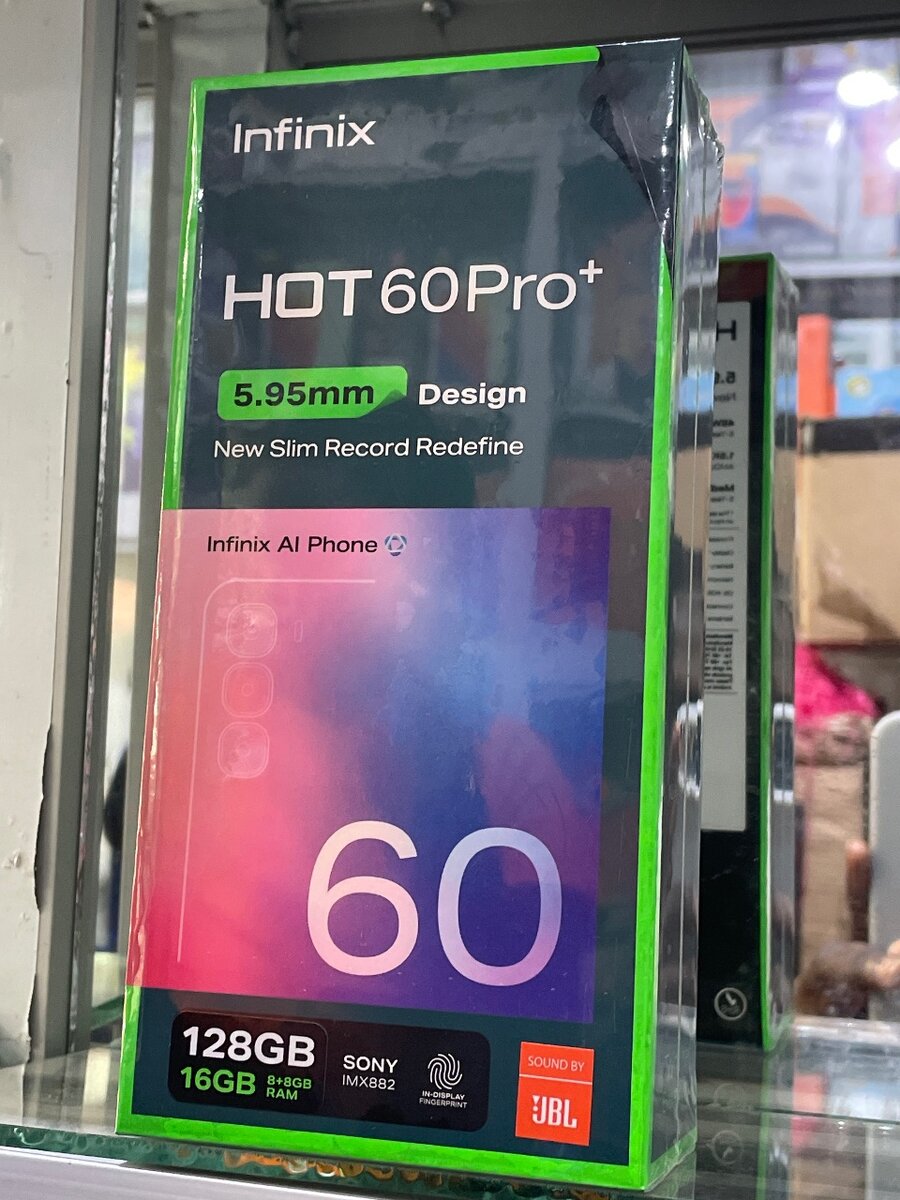 Infinix
HOT 60 Pro+
5.95mm Design
New Slim Record Redefine
Infinix AI Phone
60
128GB
16GB 8+8GB RAM
SONY
IMX882
IN-DISPLAY
FINGERPRINT
SOUND BY
JBL